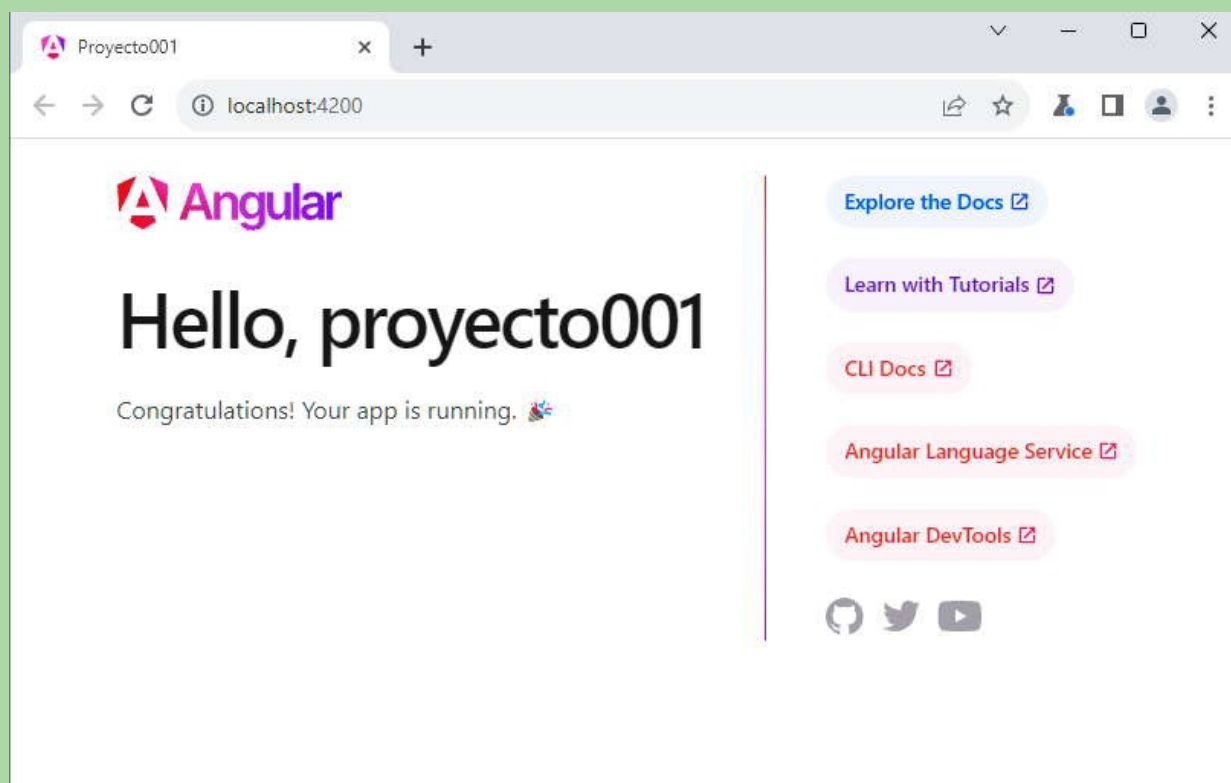 Proyecto001
localhost:4200
Angular
Hello, proyecto001
Congratulations! Your app is running. 🎉
Explore the Docs
Learn with Tutorials
CLI Docs
Angular Language Service
Angular DevTools